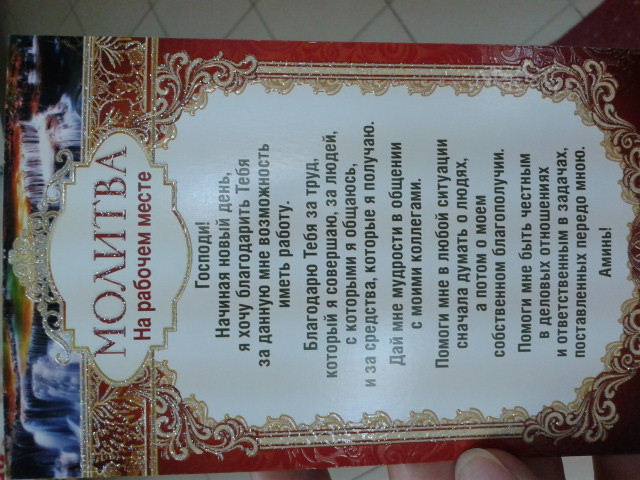 МОЛИТВА
На рабочем месте
Господи!
Начиная новый день,
я хочу благодарить Тебя
за данную мне возможность
иметь работу.
Благодарю Тебя за труд,
который я совершаю, за людей,
с которыми я общаюсь,
и за средства, которые я получаю.
Дай мне мудрости в общении
с моими коллегами.
Помоги мне в любой ситуации
сначала думать о людях,
а потом о моем
собственном благополучии.
Помоги мне быть честным
в деловых отношениях
и ответственным в задачах,
поставленных передо мною.
Аминь!